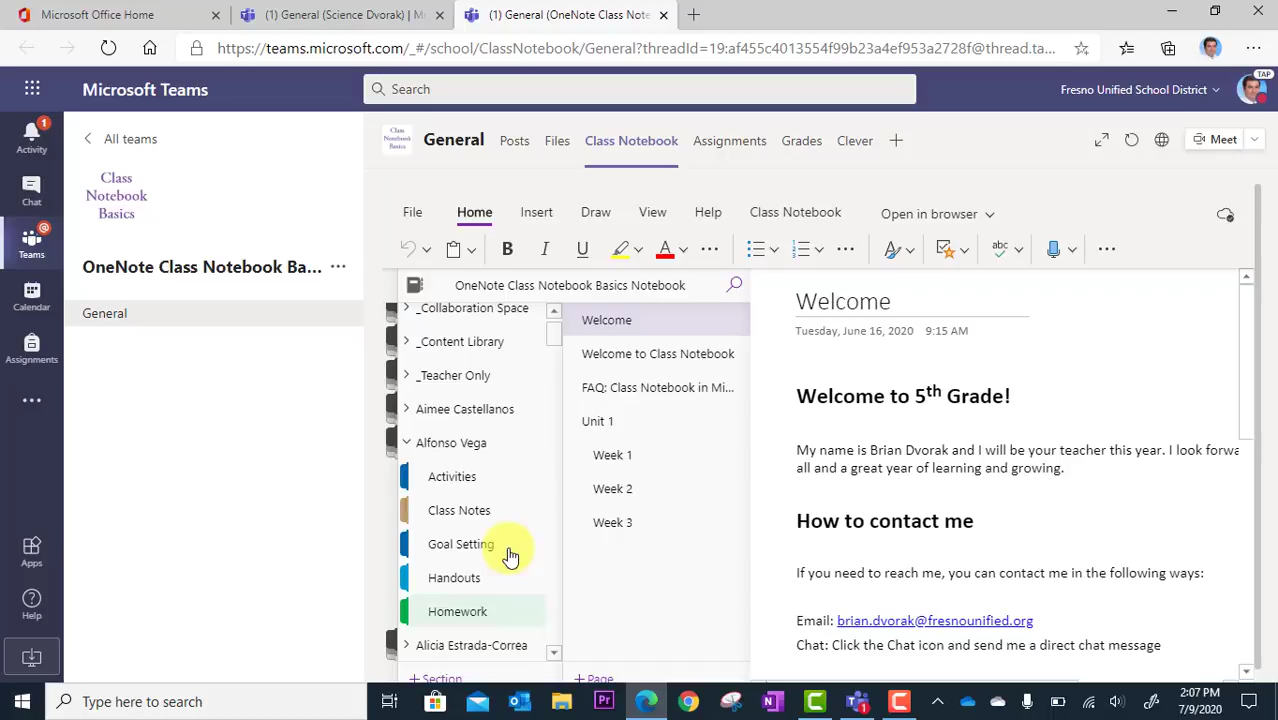 Microsoft Office Home
(1) General (Science Dvorak) | M
(1) General (OneNote Class Note
https://teams.microsoft.com/_#/school/ClassNotebook/General?threadId=19:af455c4013554f99b23a4ef953a2728f@thread.ta...
Microsoft Teams
Search
Fresno Unified School District
TAP
Activity
1
Chat
Teams
@
Calendar
Assignments
Apps
Help
All teams
Class
Notebook
Basics
OneNote Class Notebook Ba...
General
Class
Notebook
Basics
General
Posts
Files
Class Notebook
Assignments
Grades
Clever
Meet
File
Home
Insert
Draw
View
Help
Class Notebook
Open in browser
B
I
U
A
abc
OneNote Class Notebook Basics Notebook
_Collaboration Space
_Content Library
_Teacher Only
Aimee Castellanos
Alfonso Vega
Activities
Class Notes
Goal Setting
Handouts
Homework
Alicia Estrada-Correa
+ Section
Welcome
Welcome to Class Notebook
FAQ: Class Notebook in Mi...
Unit 1
Week 1
Week 2
Week 3
+ Page
Welcome
Tuesday, June 16, 2020 9:15 AM
Welcome to 5th Grade!
My name is Brian Dvorak and I will be your teacher this year. I look forwa
all and a great year of learning and growing.
How to contact me
If you need to reach me, you can contact me in the following ways:
Email: brian.dvorak@fresnounified.org
Chat: Click the Chat icon and send me a direct chat message
Type here to search
2:07 PM
7/9/2020